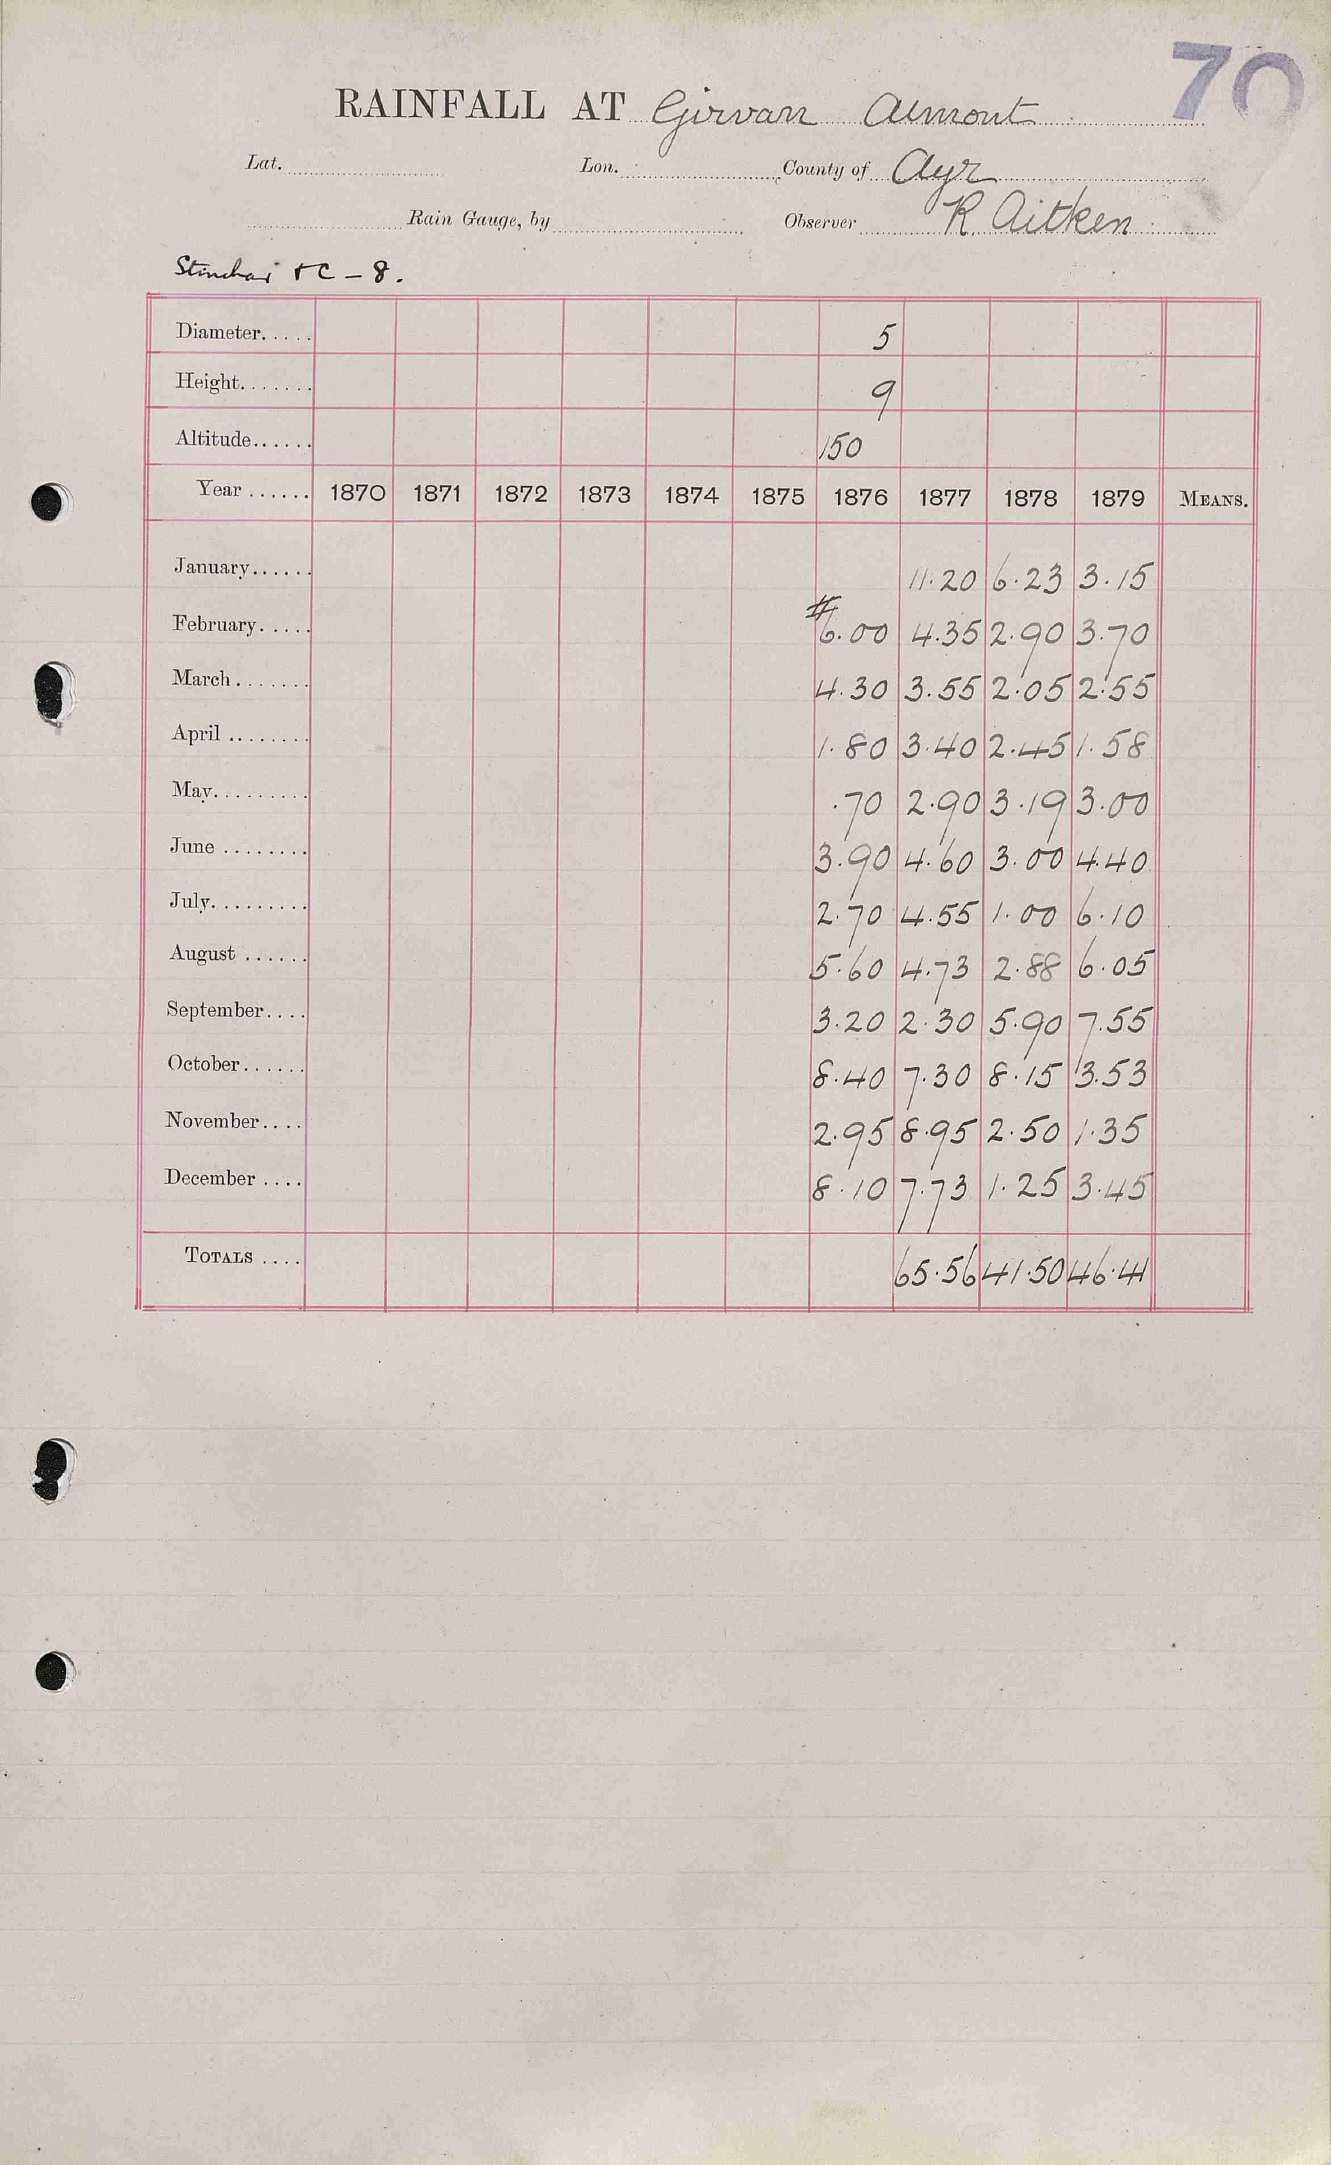 70
RAINFALL AT Girvan Almont
Lat. Lon. County of Ayr
Rain Gauge, by Observer R. Aitken
Stinchar &C - 8.
Diameter..... 5
Height....... 9
Altitude...... 150
Year ...... 1870 1871 1872 1873 1874 1875 1876 1877 1878 1879 MEANS.
January...... 11.20 6.23 3.15
#
February..... 6.00 4.35 2.90 3.70
March....... 4.30 3.55 2.05 2.55
April ........ 1.80 3.40 2.45 1.58
May......... .70 2.90 3.19 3.00
June ........ 3.90 4.60 3.00 4.40
July......... 2.70 4.55 1.00 6.10
August ...... 5.60 4.73 2.88 6.05
September.... 3.20 2.30 5.90 7.55
October...... 8.40 7.30 8.15 3.53
November.... 2.95 8.95 2.50 1.35
December .... 8.10 7.73 1.25 3.45
TOTALS .... 65.56 41.50 46.41